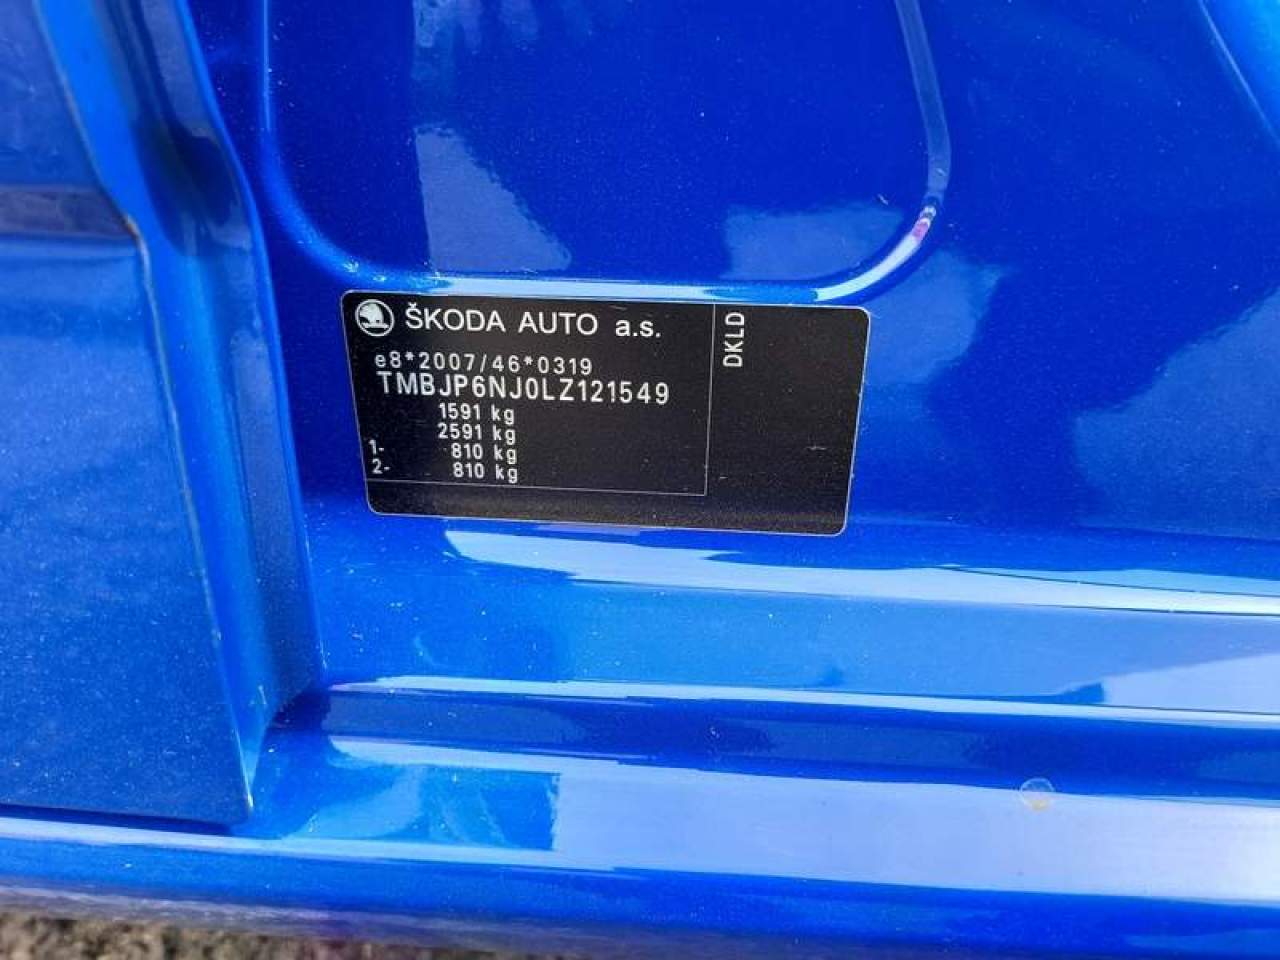 ŠKODA AUTO a.s.
e8*2007/46*0319
TMBJP6NJ0LZ121549
1591 kg
2591 kg
1- 810 kg
2- 810 kg
DKLD